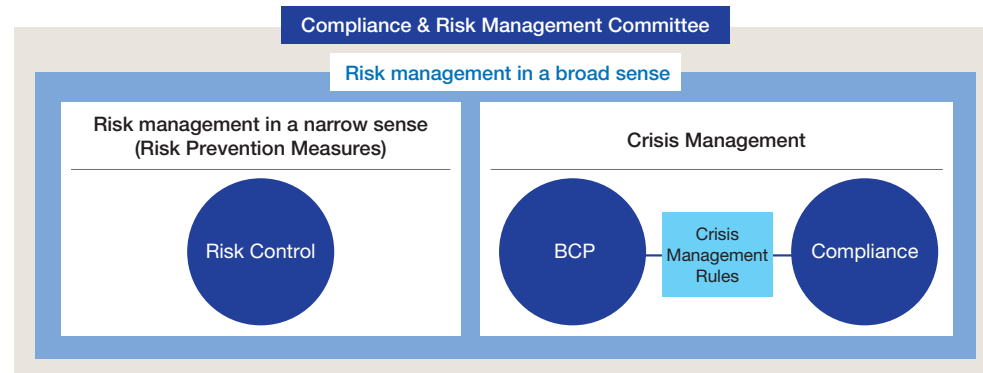 Compliance & Risk Management Committee
Risk management in a broad sense
Risk management in a narrow sense
(Risk Prevention Measures)
Risk Control
Crisis Management
BCP
Crisis
Management
Rules
Compliance